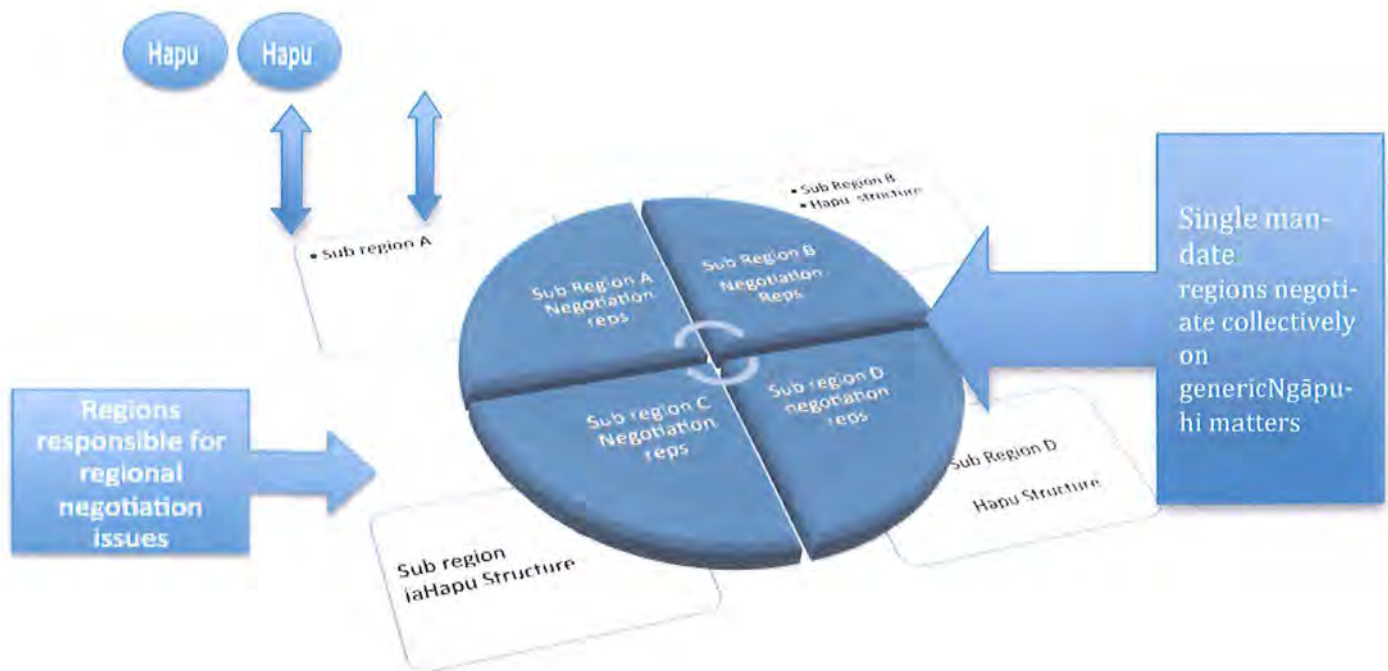 Hapu
Hapu
• Sub region A
• Sub Region B
• Hapu structure
Sub Region A
Negotiation
reps
Sub Region B
Negotiation
Reps
Sub region C
Negotiation
reps
Sub region D
negotiation
reps
Single man-
date
regions negoti-
ate collectively
on
genericNgāpu-
hi matters
Regions
responsible for
regional
negotiation
issues
Sub region
iaHapu Structure
Sub Region D
Hapu Structure